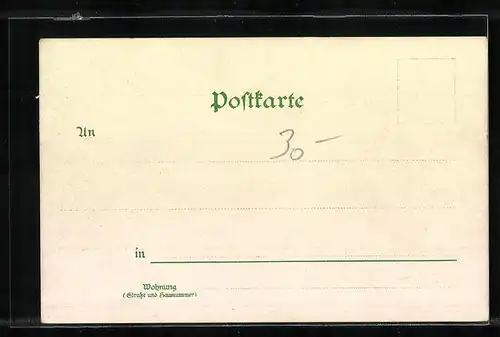 Postkarte
An
30 –
in
Wohnung
(Straße und Hausnummer)